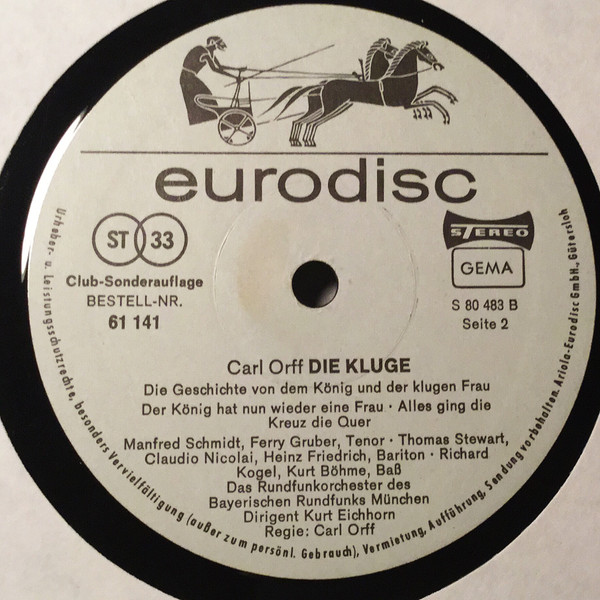 eurodisc
ST 33
Club-Sonderauflage
BESTELL-NR.
61 141
STEREO
GEMA
S 80 483 B
Seite 2
Carl Orff DIE KLUGE
Die Geschichte von dem König und der klugen Frau
Der König hat nun wieder eine Frau · Alles ging die
Kreuz die Quer
Manfred Schmidt, Ferry Gruber, Tenor · Thomas Stewart,
Claudio Nicolai, Heinz Friedrich, Bariton · Richard
Kogel, Kurt Böhme, Baß
Das Rundfunkorchester des
Bayerischen Rundfunks München
Dirigent Kurt Eichhorn
Regie: Carl Orff
Urheber- u. Leistungsschutzrechte, besonders Vervielfältigung (außer zum persönl. Gebrauch), Vermietung, Aufführung, Sendung vorbehalten. Ariola-Eurodisc GmbH., Gütersloh